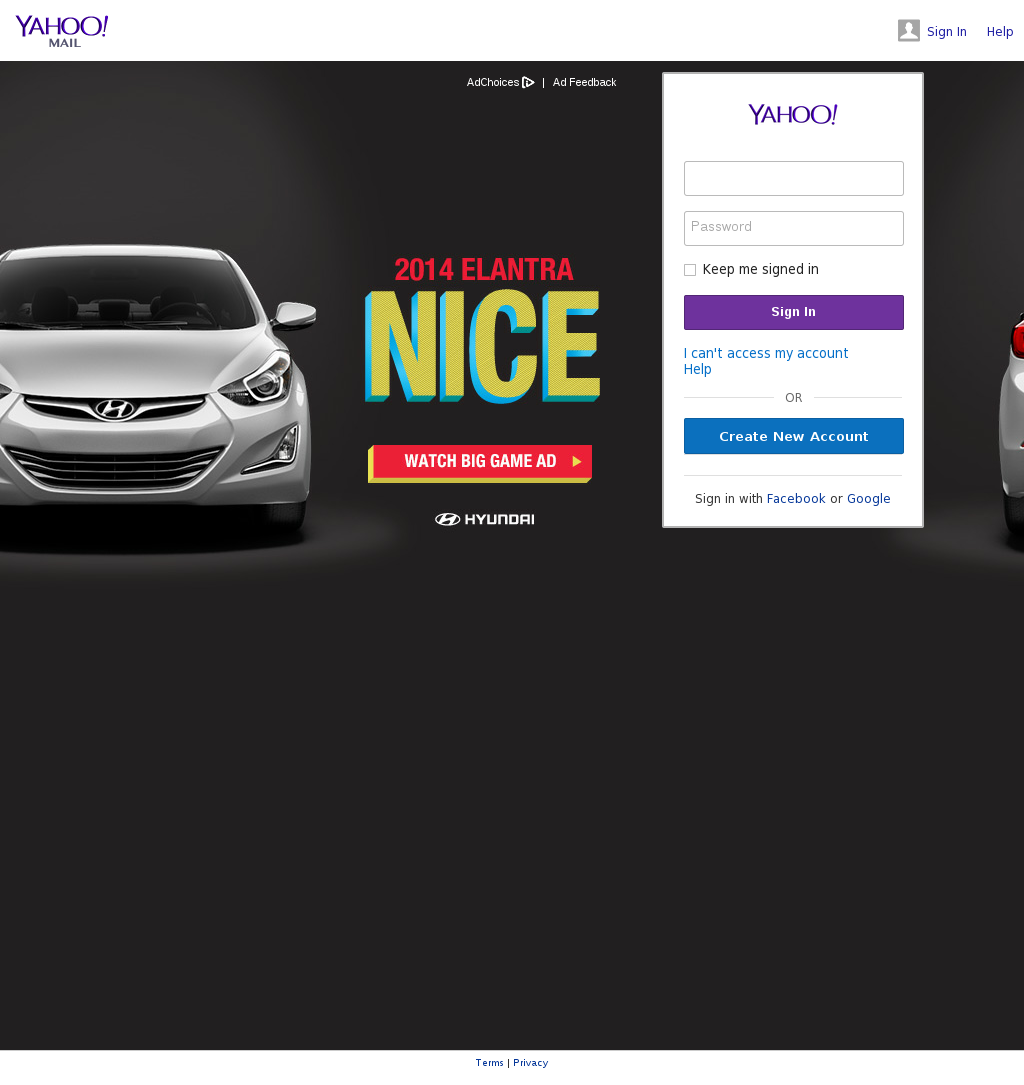 YAHOO!
MAIL
Sign In
Help
AdChoices | Ad Feedback
2014 ELANTRA
NICE
WATCH BIG GAME AD
HYUNDAI
YAHOO!
Password
Keep me signed in
Sign In
I can't access my account
Help
OR
Create New Account
Sign in with Facebook or Google
Terms | Privacy